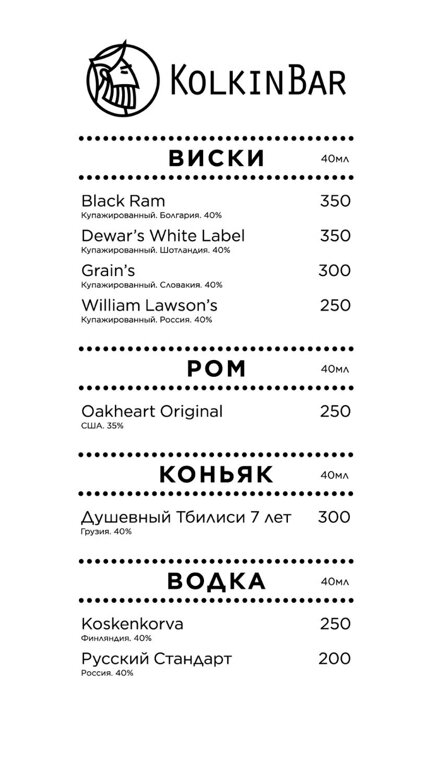 KOLKINBAR
ВИСКИ 40мл
Black Ram 350
Купажированный. Болгария. 40%
Dewar's White Label 350
Купажированный. Шотландия. 40%
Grain's 300
Купажированный. Словакия. 40%
William Lawson's 250
Купажированный. Россия. 40%
РОМ 40мл
Oakheart Original 250
США. 35%
КОНЬЯК 40мл
Душевный Тбилиси 7 лет 300
Грузия. 40%
ВОДКА 40мл
Koskenkorva 250
Финляндия. 40%
Русский Стандарт 200
Россия. 40%